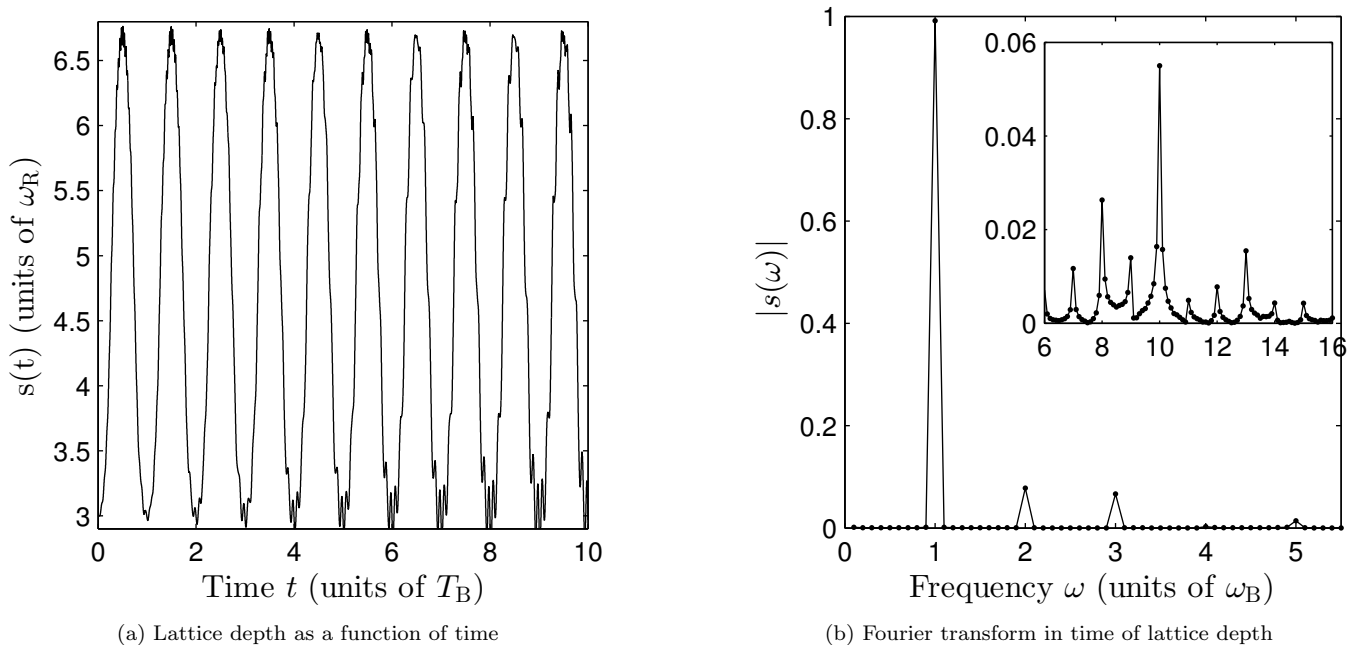 6.5
6
5.5
5
4.5
4
3.5
3
s(t) (units of ω_R)
0 2 4 6 8 10
Time t (units of T_B)
(a) Lattice depth as a function of time
1
0.8
0.6
0.4
0.2
0
|s(ω)|
0.06
0.04
0.02
0
6 8 10 12 14 16
0 1 2 3 4 5
Frequency ω (units of ω_B)
(b) Fourier transform in time of lattice depth